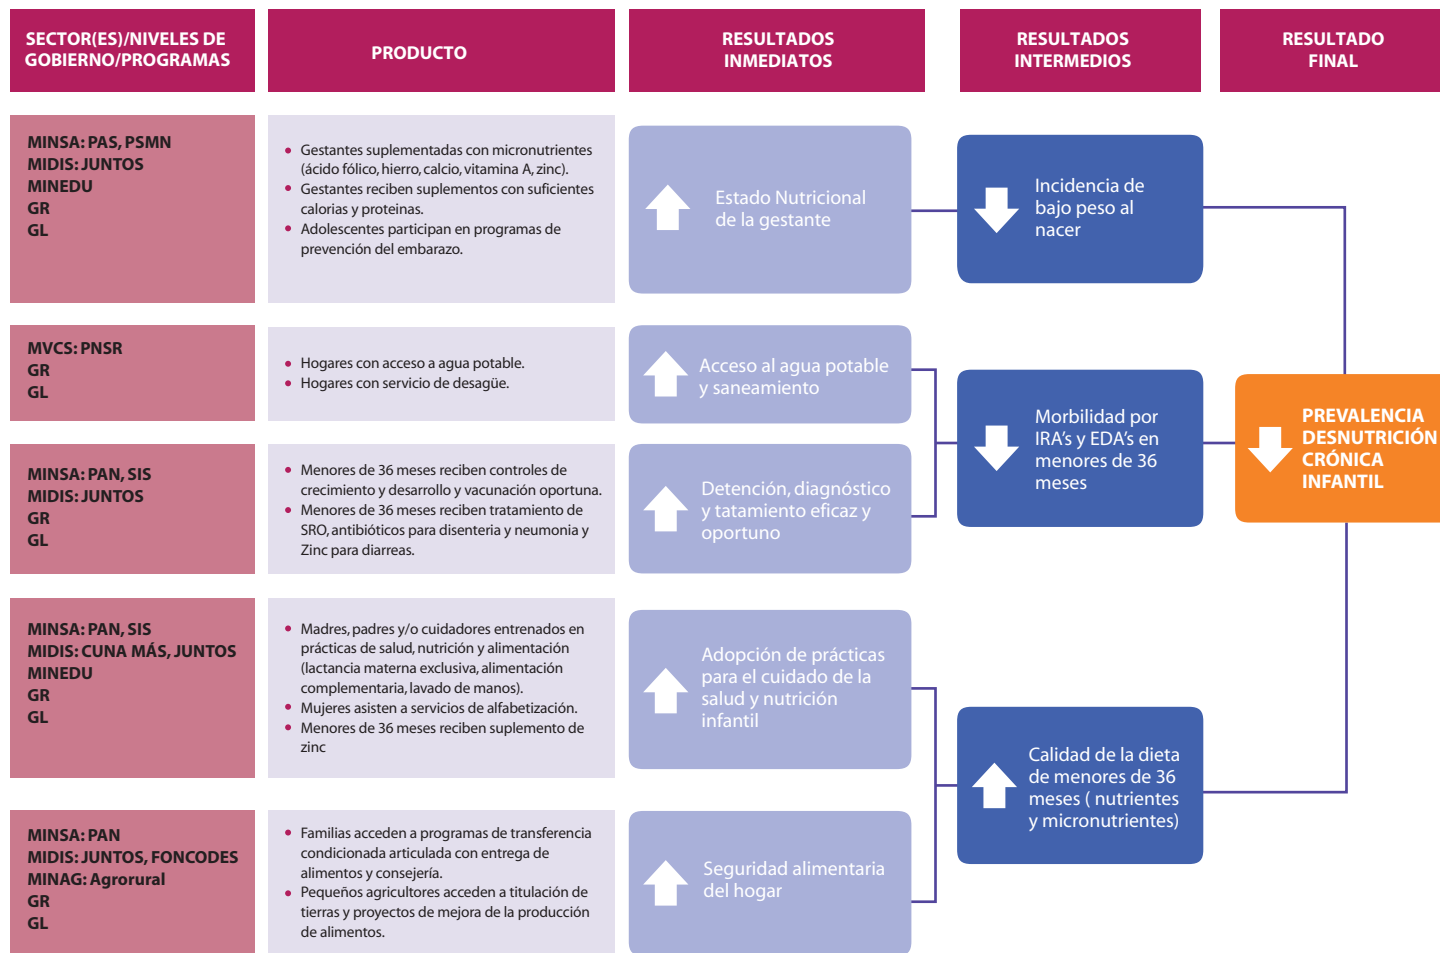 SECTOR(ES)/NIVELES DE
GOBIERNO/PROGRAMAS
PRODUCTO
RESULTADOS
INMEDIATOS
RESULTADOS
INTERMEDIOS
RESULTADO
FINAL
MINSA: PAS, PSMN
MIDIS: JUNTOS
MINEDU
GR
GL
• Gestantes suplementadas con micronutrientes
(ácido fólico, hierro, calcio, vitamina A, zinc).
• Gestantes reciben suplementos con suficientes
calorias y proteinas.
• Adolescentes participan en programas de
prevención del embarazo.
Estado Nutricional
de la gestante
Incidencia de
bajo peso al
nacer
MVCS: PNSR
GR
GL
• Hogares con acceso a agua potable.
• Hogares con servicio de desagüe.
Acceso al agua potable
y saneamiento
MINSA: PAN, SIS
MIDIS: JUNTOS
GR
GL
• Menores de 36 meses reciben controles de
crecimiento y desarrollo y vacunación oportuna.
• Menores de 36 meses reciben tratamiento de
SRO, antibióticos para disenteria y neumonia y
Zinc para diarreas.
Detención, diagnóstico
y tatamiento eficaz y
oportuno
Morbilidad por
IRA's y EDA's en
menores de 36
meses
PREVALENCIA
DESNUTRICIÓN
CRÓNICA
INFANTIL
MINSA: PAN, SIS
MIDIS: CUNA MÁS, JUNTOS
MINEDU
GR
GL
• Madres, padres y/o cuidadores entrenados en
prácticas de salud, nutrición y alimentación
(lactancia materna exclusiva, alimentación
complementaria, lavado de manos).
• Mujeres asisten a servicios de alfabetización.
• Menores de 36 meses reciben suplemento de
zinc
Adopción de prácticas
para el cuidado de la
salud y nutrición
infantil
Calidad de la dieta
de menores de 36
meses ( nutrientes
y micronutrientes)
MINSA: PAN
MIDIS: JUNTOS, FONCODES
MINAG: Agrorural
GR
GL
• Familias acceden a programas de transferencia
condicionada articulada con entrega de
alimentos y consejería.
• Pequeños agricultores acceden a titulación de
tierras y proyectos de mejora de la producción
de alimentos.
Seguridad alimentaria
del hogar